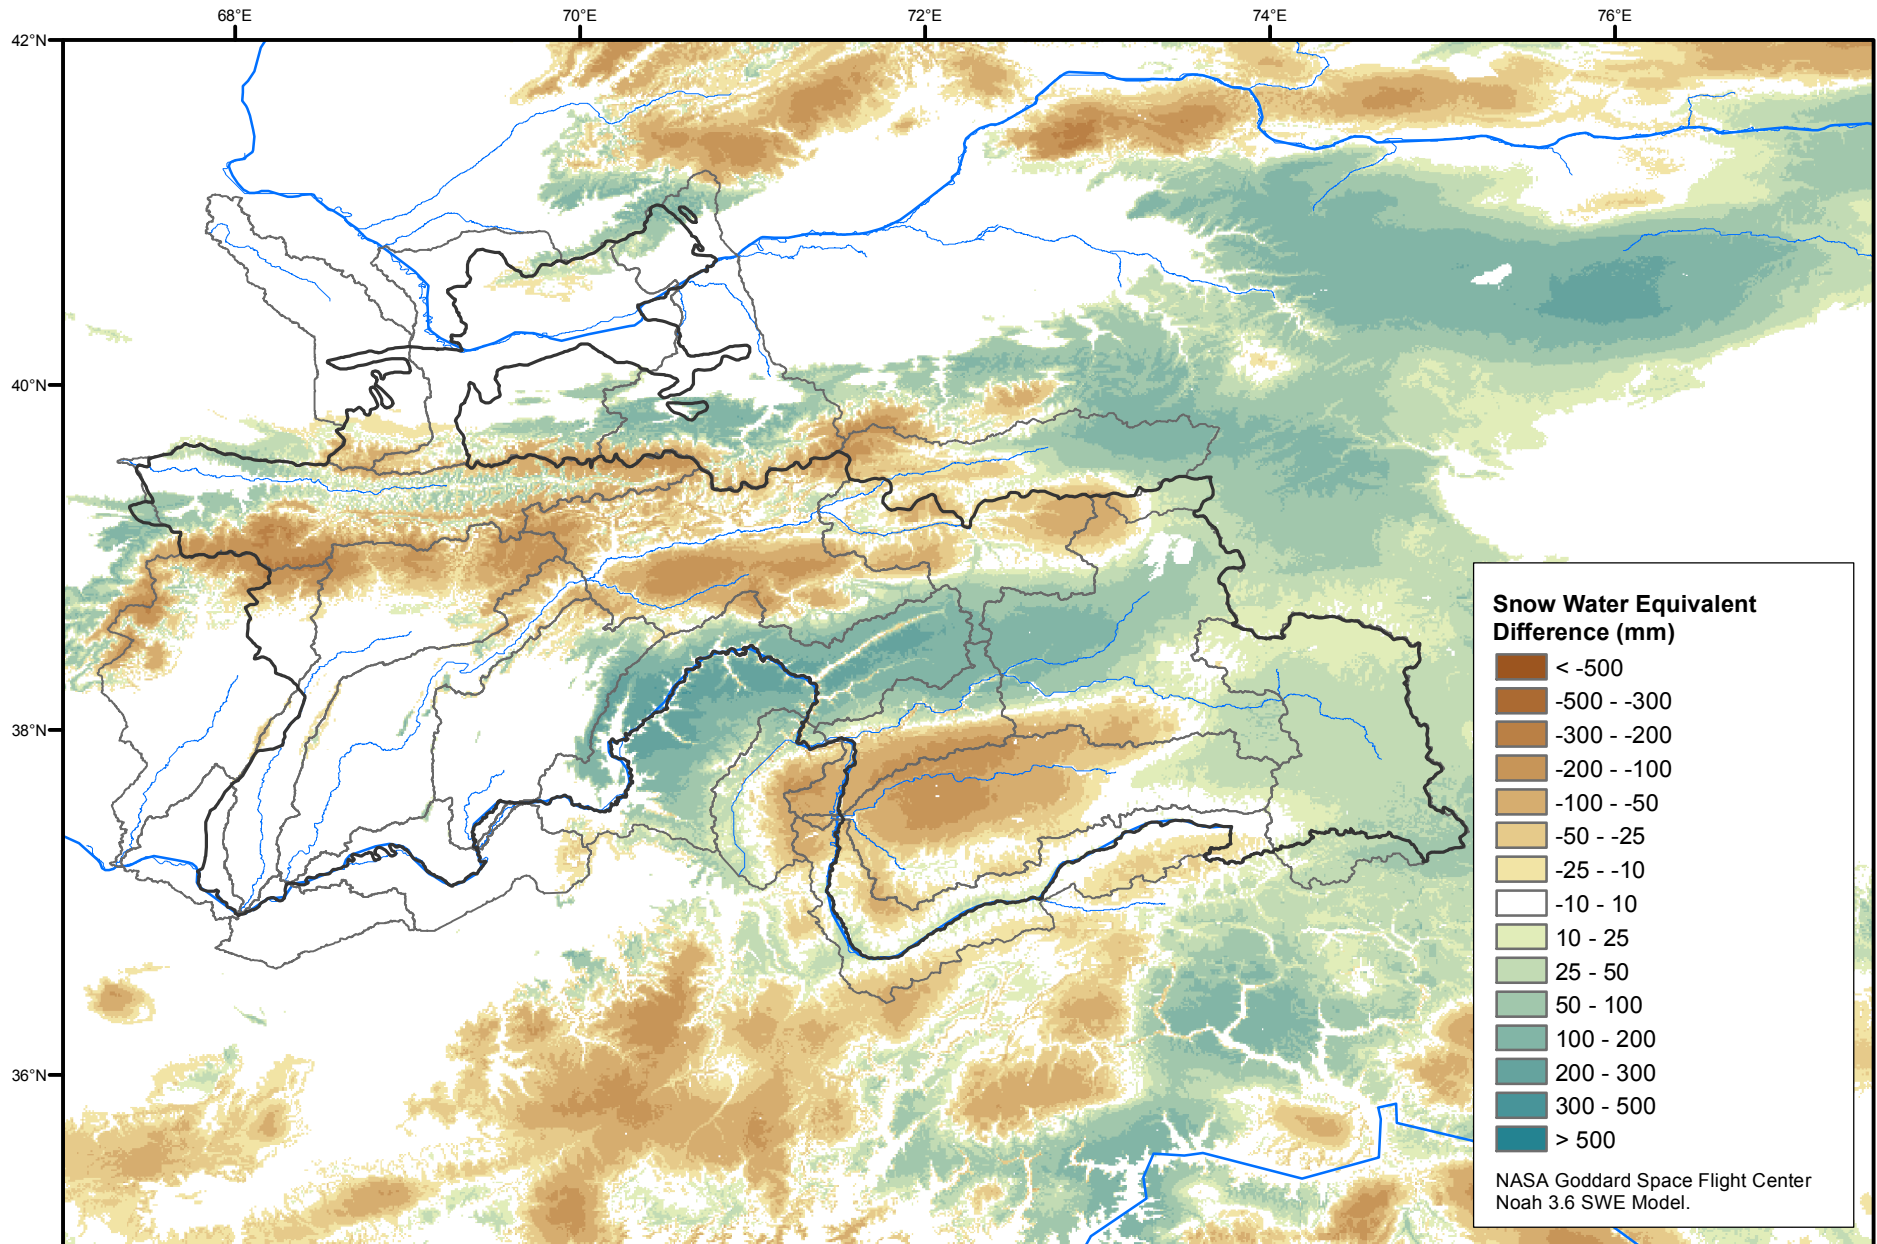 68°E
70°E
72°E
74°E
76°E
42°N
40°N
38°N
36°N
Snow Water Equivalent
Difference (mm)
< -500
-500 - -300
-300 - -200
-200 - -100
-100 - -50
-50 - -25
-25 - -10
-10 - 10
10 - 25
25 - 50
50 - 100
100 - 200
200 - 300
300 - 500
> 500
NASA Goddard Space Flight Center
Noah 3.6 SWE Model.